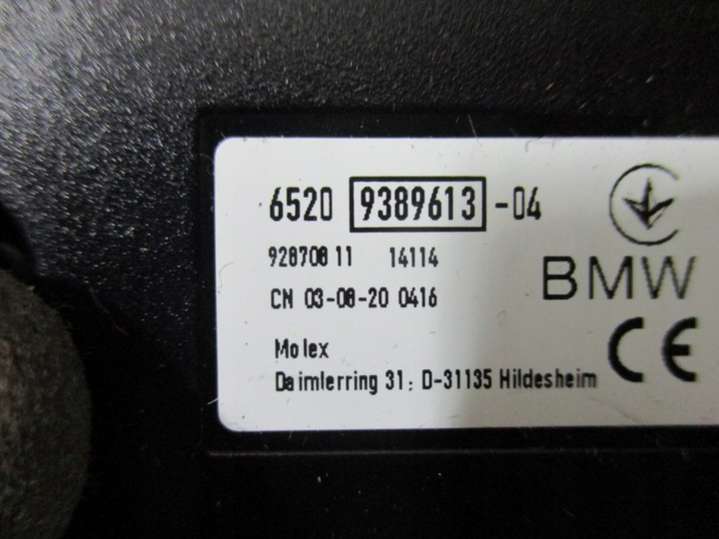 6520 9389613 -04
92870811 14114
CN 03-08-20 0416
BMW
CE
Molex
Daimlerring 31; D-31135 Hildesheim